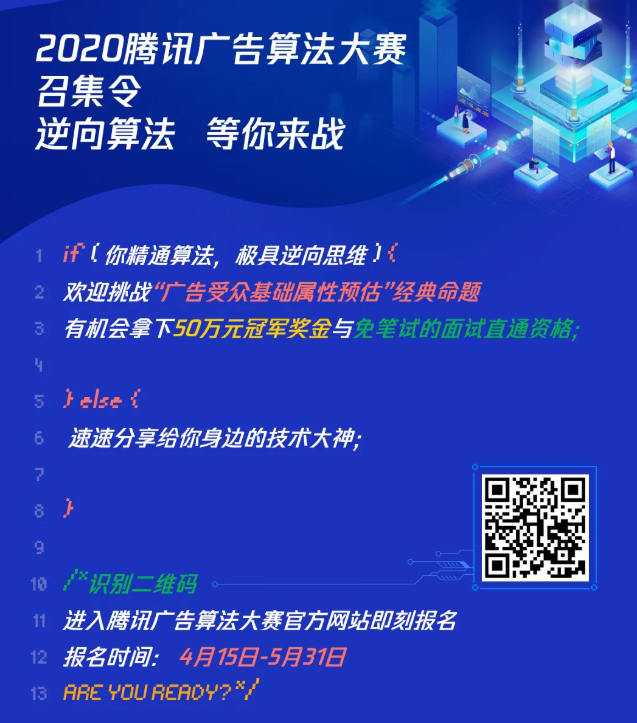 2020腾讯广告算法大赛
召集令
逆向算法 等你来战
1 if (你精通算法，极具逆向思维) {
2 欢迎挑战“广告受众基础属性预估”经典命题
3 有机会拿下50万元冠军奖金与免笔试的面试直通资格;
4
5 } else {
6 速速分享给你身边的技术大神;
7
8 }
9
10 /*识别二维码
11 进入腾讯广告算法大赛官方网站即刻报名
12 报名时间： 4月15日-5月31日
13 ARE YOU READY?*/